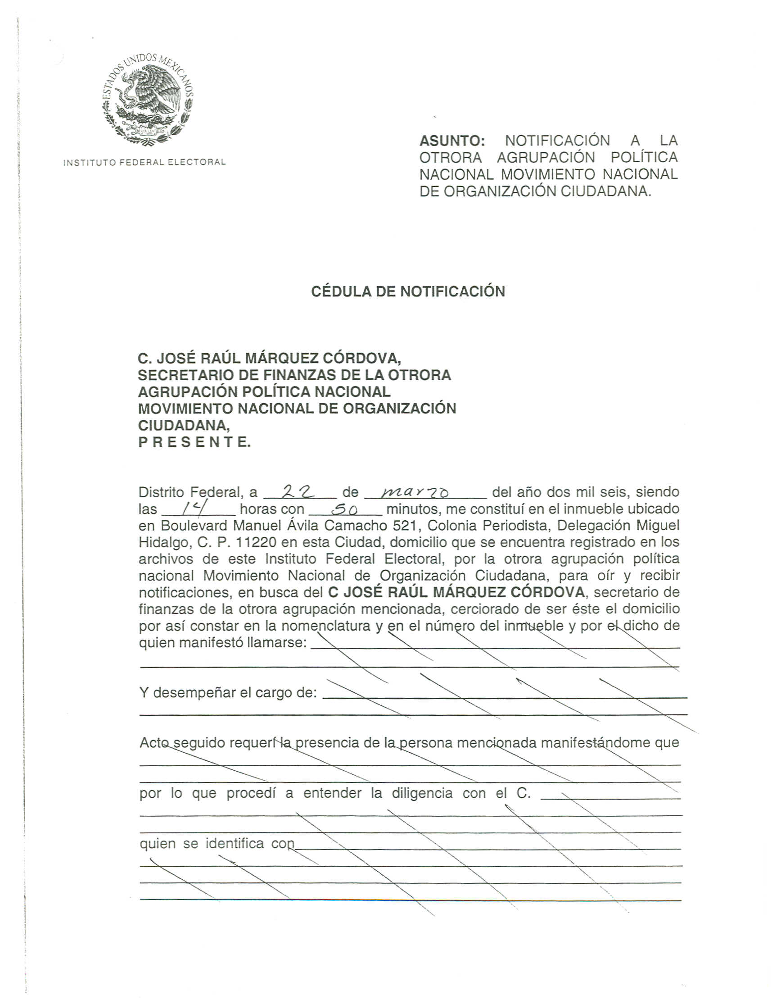 ESTADOS UNIDOS MEXICANOS
INSTITUTO FEDERAL ELECTORAL
ASUNTO: NOTIFICACIÓN A LA
OTRORA AGRUPACIÓN POLÍTICA
NACIONAL MOVIMIENTO NACIONAL
DE ORGANIZACIÓN CIUDADANA.
CÉDULA DE NOTIFICACIÓN
C. JOSÉ RAÚL MÁRQUEZ CÓRDOVA,
SECRETARIO DE FINANZAS DE LA OTRORA
AGRUPACIÓN POLÍTICA NACIONAL
MOVIMIENTO NACIONAL DE ORGANIZACIÓN
CIUDADANA,
P R E S E N T E.
Distrito Federal, a 22 de marzo del año dos mil seis, siendo
las 14 horas con 50 minutos, me constituí en el inmueble ubicado
en Boulevard Manuel Ávila Camacho 521, Colonia Periodista, Delegación Miguel
Hidalgo, C. P. 11220 en esta Ciudad, domicilio que se encuentra registrado en los
archivos de este Instituto Federal Electoral, por la otrora agrupación política
nacional Movimiento Nacional de Organización Ciudadana, para oír y recibir
notificaciones, en busca del C JOSÉ RAÚL MÁRQUEZ CÓRDOVA, secretario de
finanzas de la otrora agrupación mencionada, cerciorado de ser éste el domicilio
por así constar en la nomenclatura y en el número del inmueble y por el dicho de
quien manifestó llamarse:
Y desempeñar el cargo de:
Acto seguido requerí la presencia de la persona mencionada manifestándome que
por lo que procedí a entender la diligencia con el C.
quien se identifica con